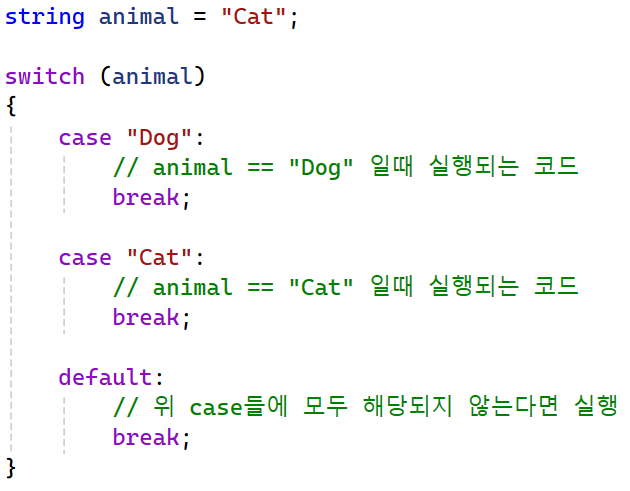 string animal = "Cat";
switch (animal)
{
case "Dog":
// animal == "Dog" 일때 실행되는 코드
break;
case "Cat":
// animal == "Cat" 일때 실행되는 코드
break;
default:
// 위 case들에 모두 해당되지 않는다면 실행
break;
}